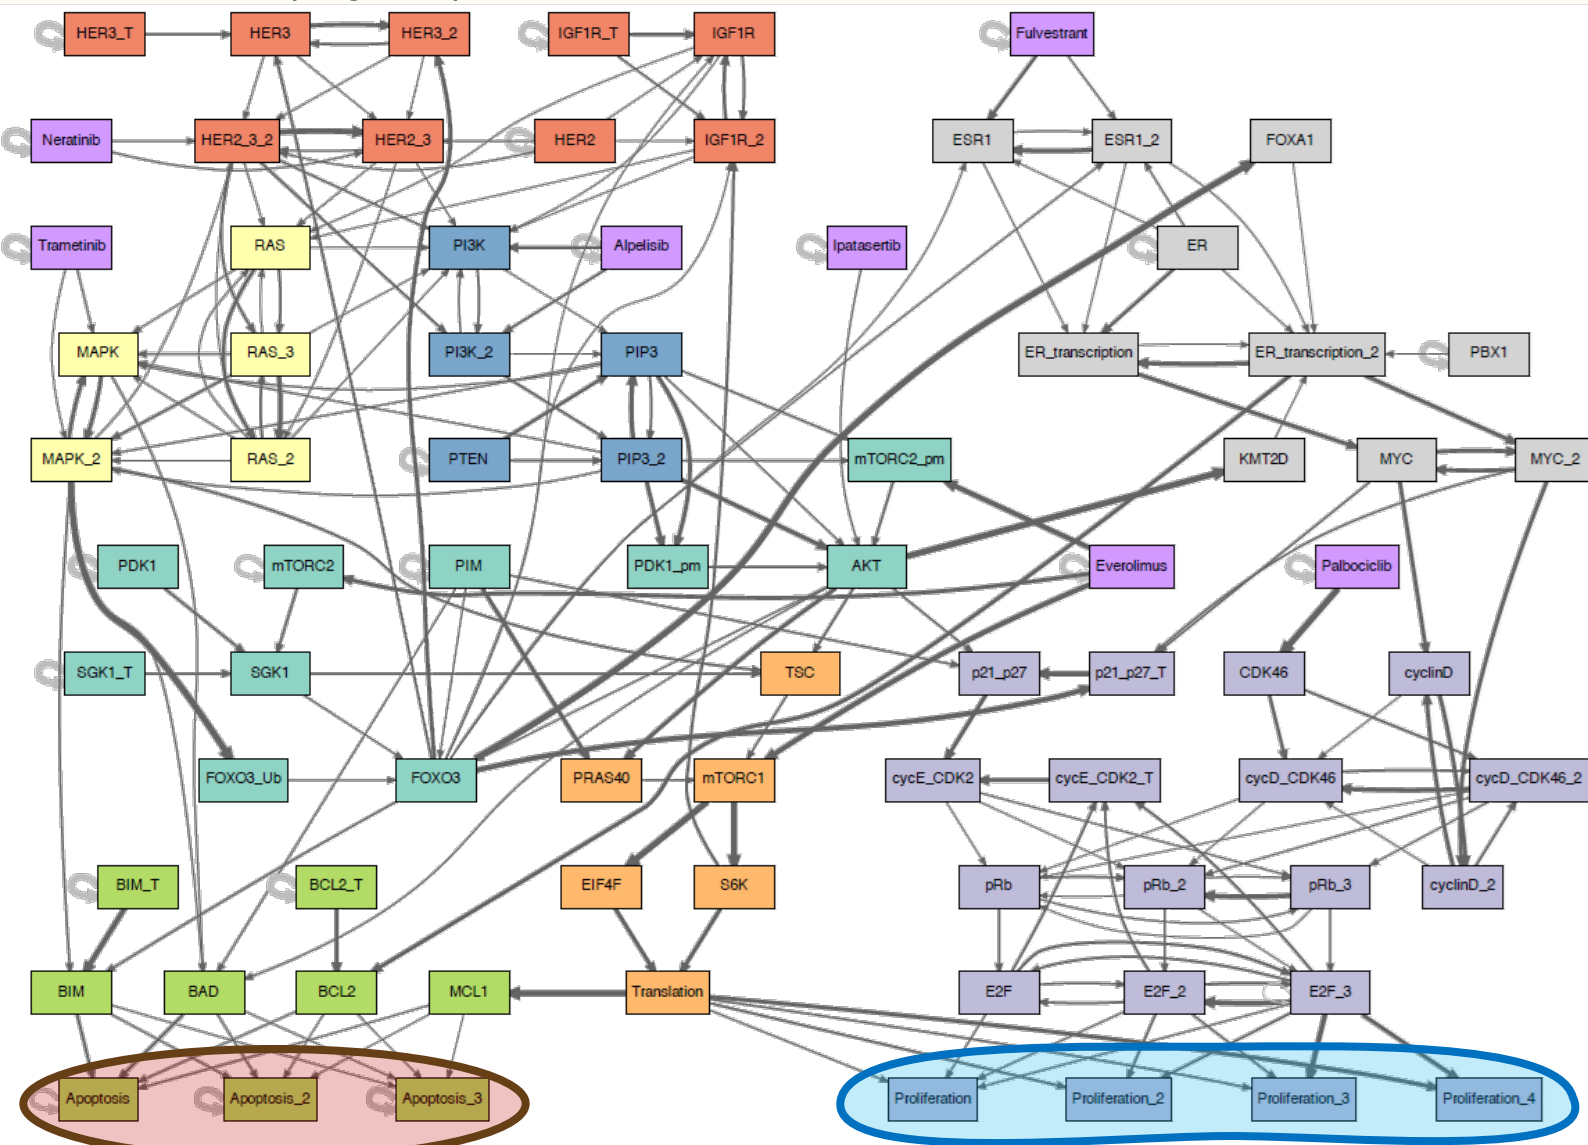 HER3_T HER3 HER3_2 IGF1R_T IGF1R Fulvestrant
Neratinib HER2_3_2 HER2_3 HER2 IGF1R_2 ESR1 ESR1_2 FOXA1
Trametinib RAS PI3K Alpelisib Ipatasertib ER
MAPK RAS_3 PI3K_2 PIP3 ER_transcription ER_transcription_2 PBX1
MAPK_2 RAS_2 PTEN PIP3_2 mTORC2_pm KMT2D MYC MYC_2
PDK1 mTORC2 PIM PDK1_pm AKT Everolimus Palbociclib
SGK1_T SGK1 TSC p21_p27 p21_p27_T CDK46 cyclinD
FOXO3_Ub FOXO3 PRAS40 mTORC1 cycE_CDK2 cycE_CDK2_T cycD_CDK46 cycD_CDK46_2
BIM_T BCL2_T EIF4F S6K pRb pRb_2 pRb_3 cyclinD_2
BIM BAD BCL2 MCL1 Translation E2F E2F_2 E2F_3
Apoptosis Apoptosis_2 Apoptosis_3 Proliferation Proliferation_2 Proliferation_3 Proliferation_4